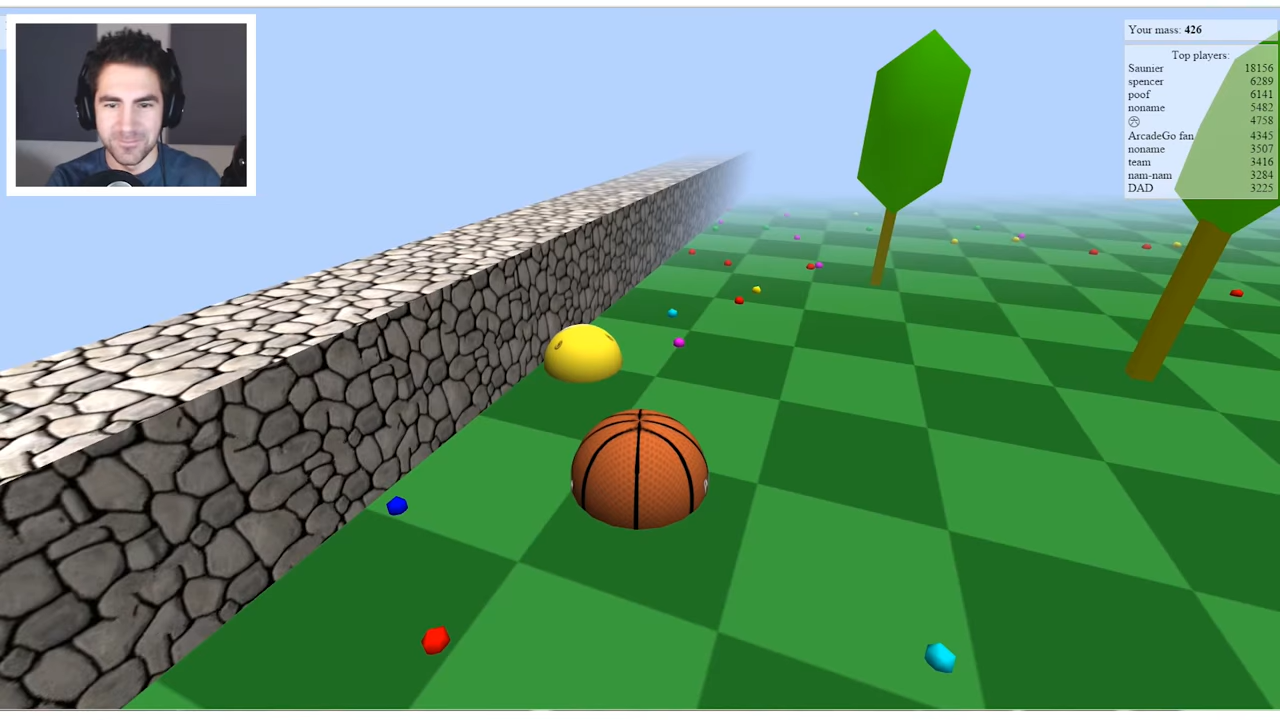 Your mass: 426
Top players:
Saunier 18156
spencer 6289
poof 6141
noname 5482
㊅ 4758
ArcadeGo fan 4345
noname 3507
team 3416
nam-nam 3284
DAD 3225